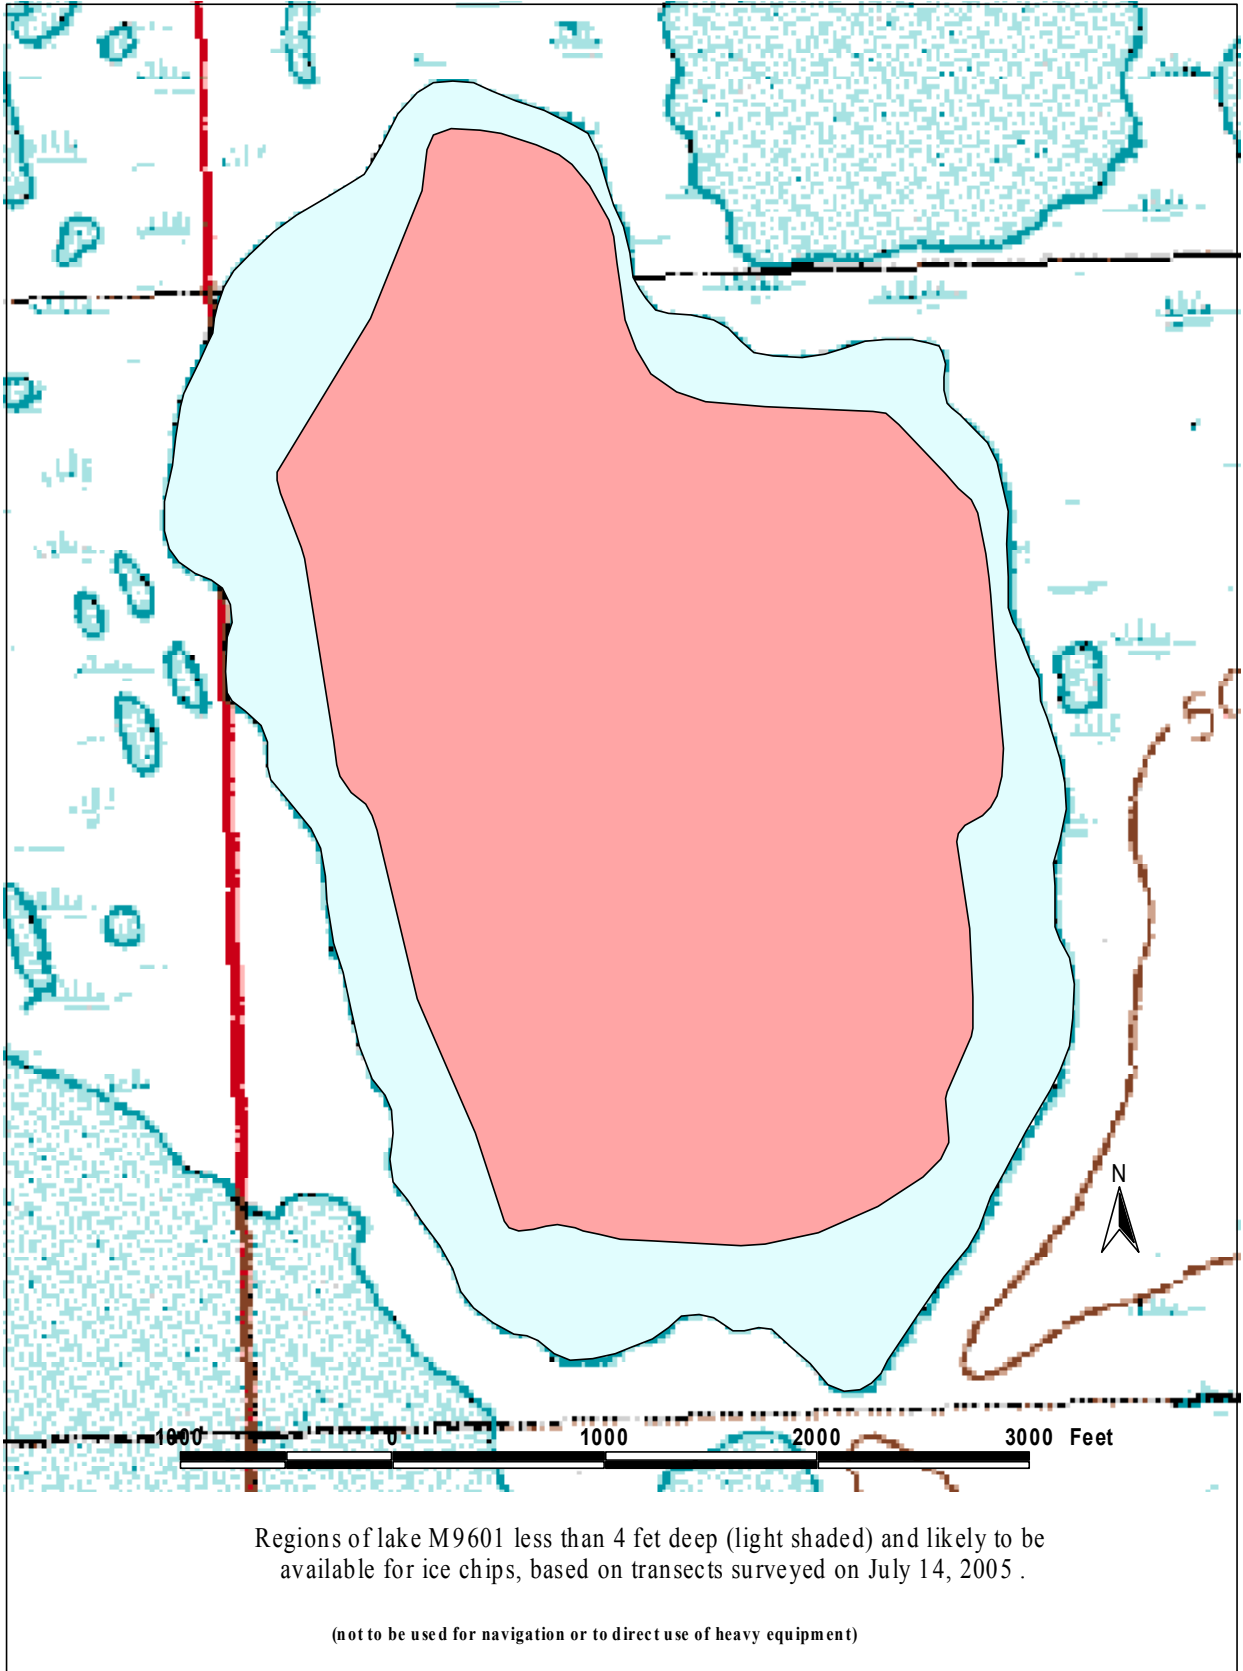 50
N
1000 0 1000 2000 3000 Feet
Regions of lake M9601 less than 4 fet deep (light shaded) and likely to be
available for ice chips, based on transects surveyed on July 14, 2005 .
(not to be used for navigation or to direct use of heavy equipment)